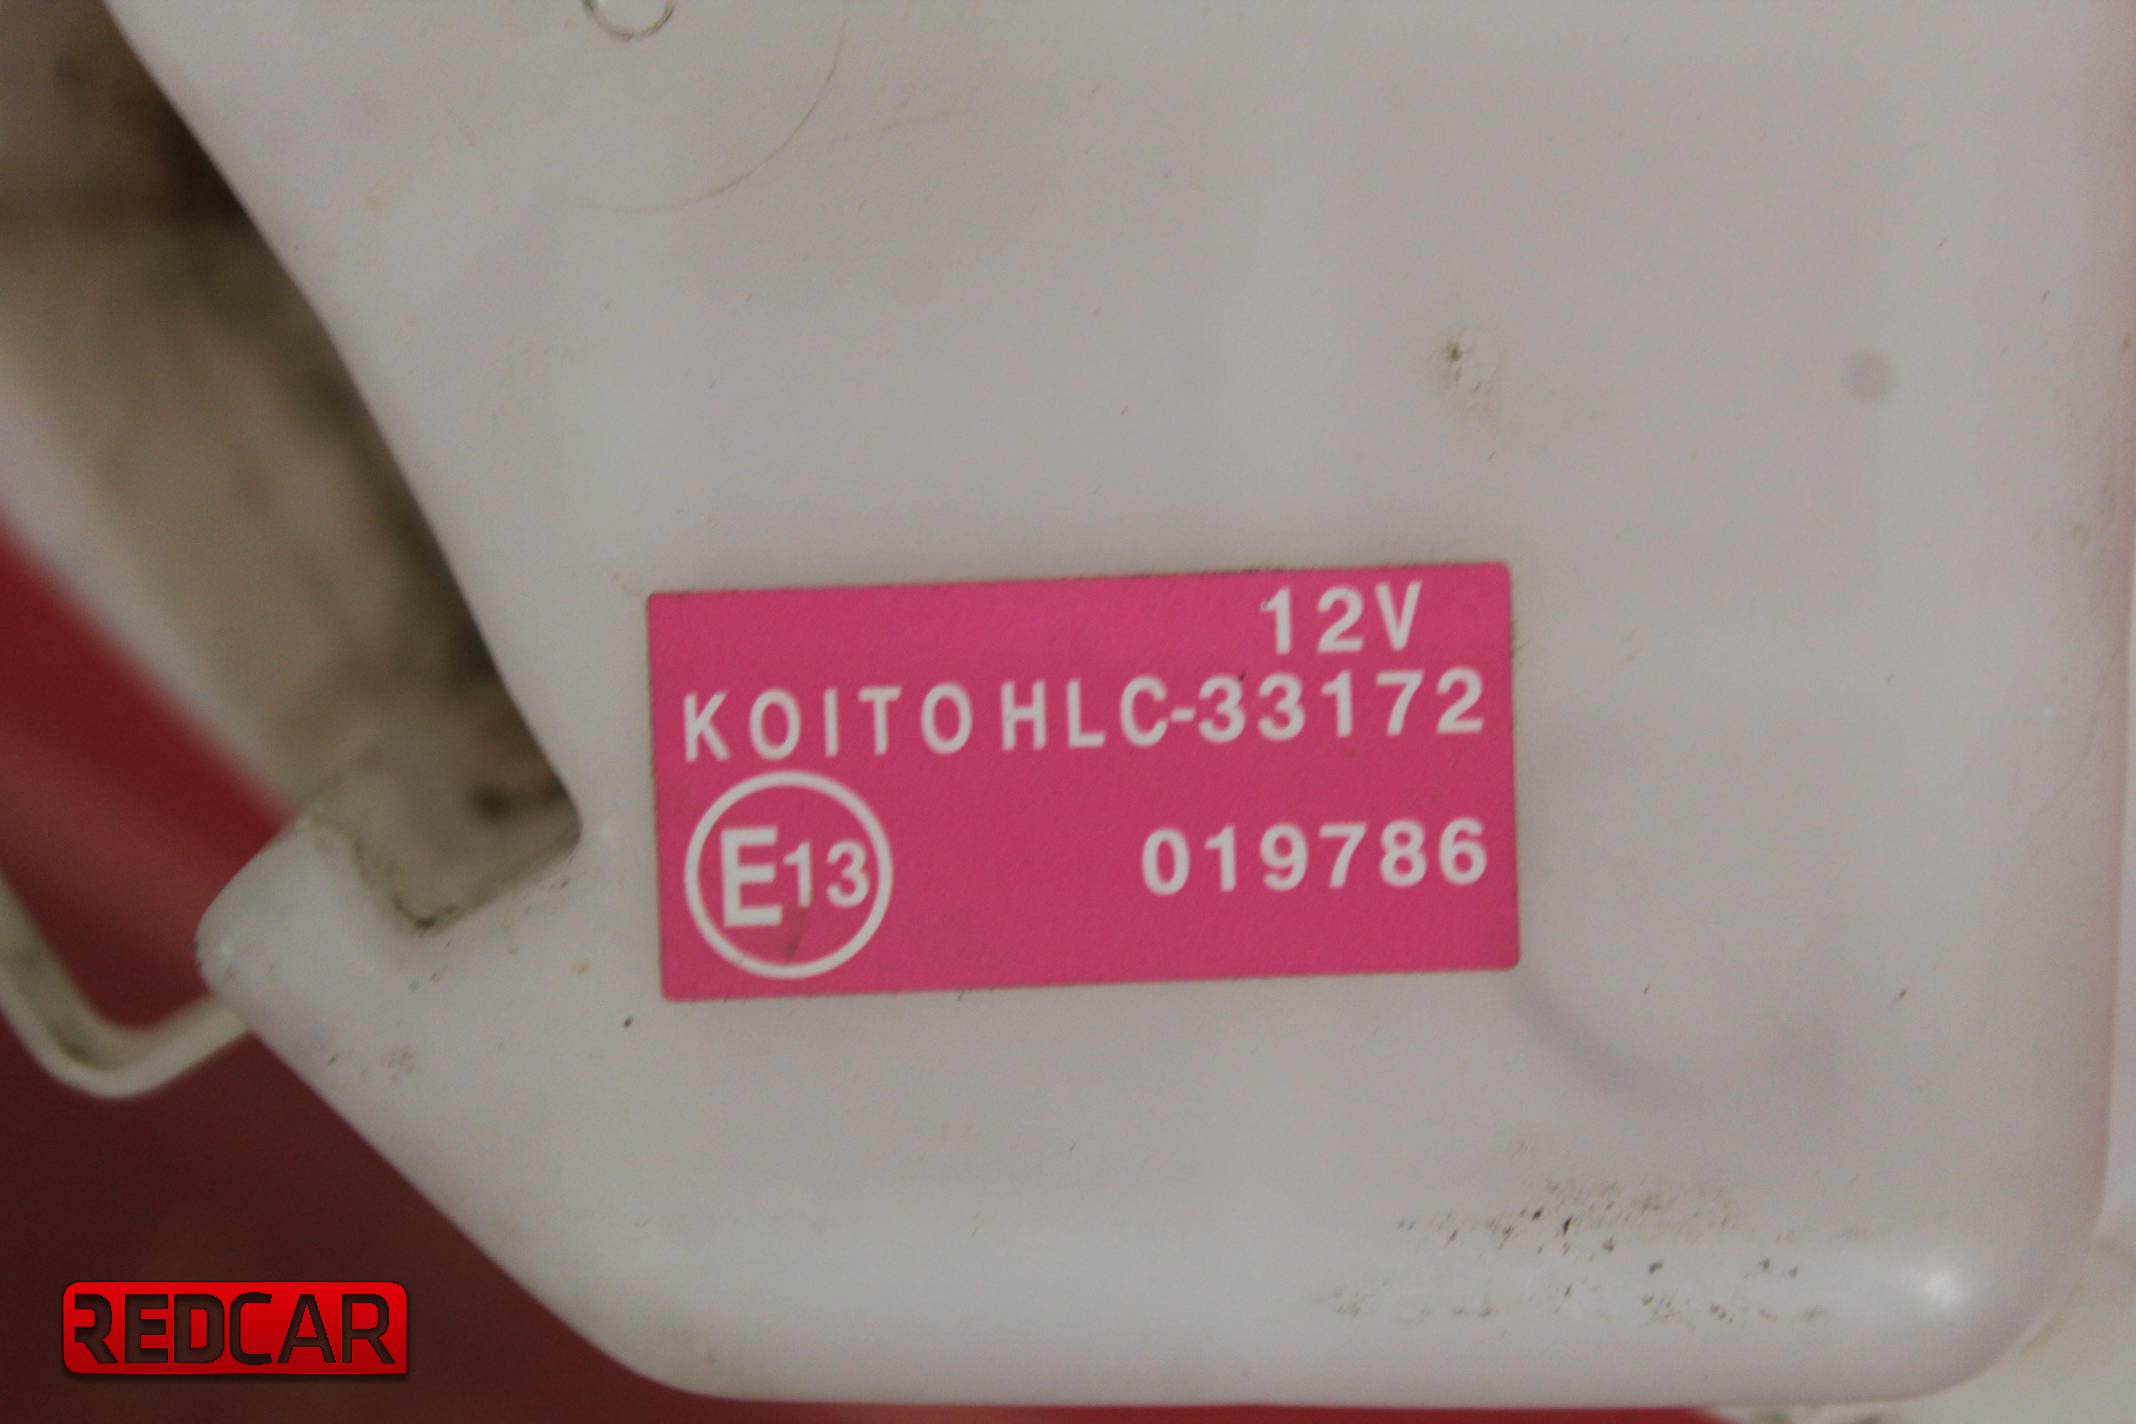 12V
KOITO HLC-33172
E13 019786
REDCAR